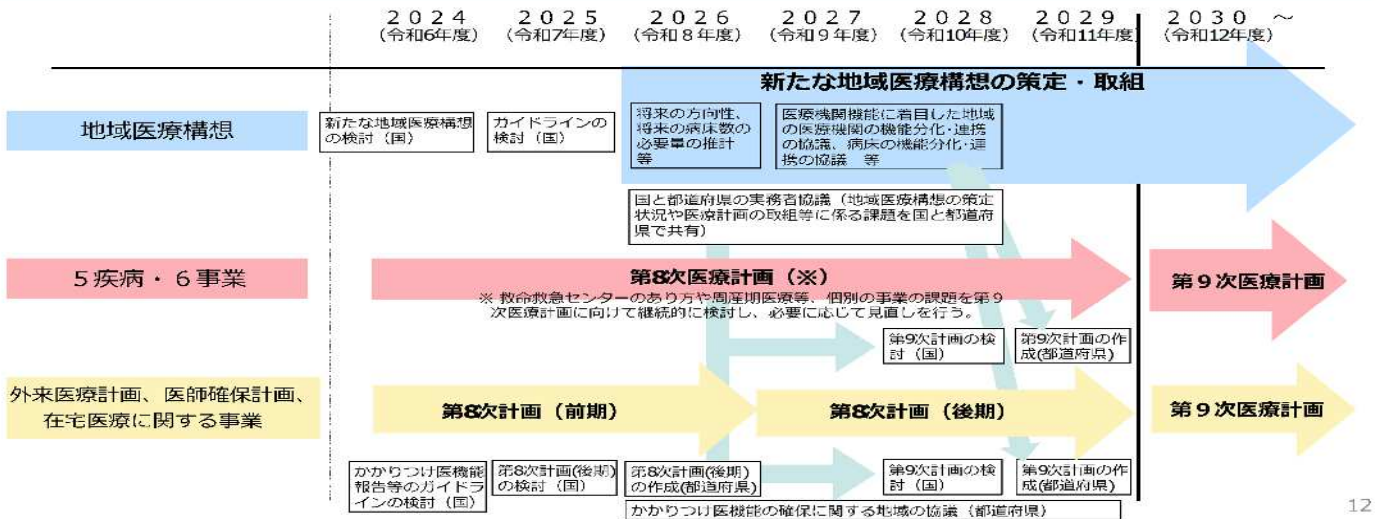 2024 2025 2026 2027 2028 2029 2030 ～
(令和6年度) (令和7年度) (令和8年度) (令和9年度) (令和10年度) (令和11年度) (令和12年度)
新たな地域医療構想の策定・取組
地域医療構想
新たな地域医療構想
の検討（国）
ガイドラインの
検討（国）
将来の方向性、
将来の病床数の
必要量の推計
等
医療機関機能に着目した地域
の医療機関の機能分化・連携
の協議、病床の機能分化・連
携の協議　等
国と都道府県の実務者協議（地域医療構想の策定
状況や医療計画の取組等に係る課題を国と都道府
県で共有）
5疾病・6事業
第8次医療計画（※）
※ 救命救急センターのあり方や周産期医療等、個別の事業の課題を第9
次医療計画に向けて継続的に検討し、必要に応じて見直しを行う。
第9次医療計画
第9次計画の検
討（国）
第9次計画の作
成(都道府県)
外来医療計画、医師確保計画、
在宅医療に関する事業
第8次計画（前期）
第8次計画（後期）
第9次医療計画
かかりつけ医機能
報告等のガイドラ
インの検討（国）
第8次計画(後期)
の検討（国）
第8次計画(後期)
の作成(都道府県)
第9次計画の検
討（国）
第9次計画の作
成(都道府県)
かかりつけ医機能の確保に関する地域の協議（都道府県）
12